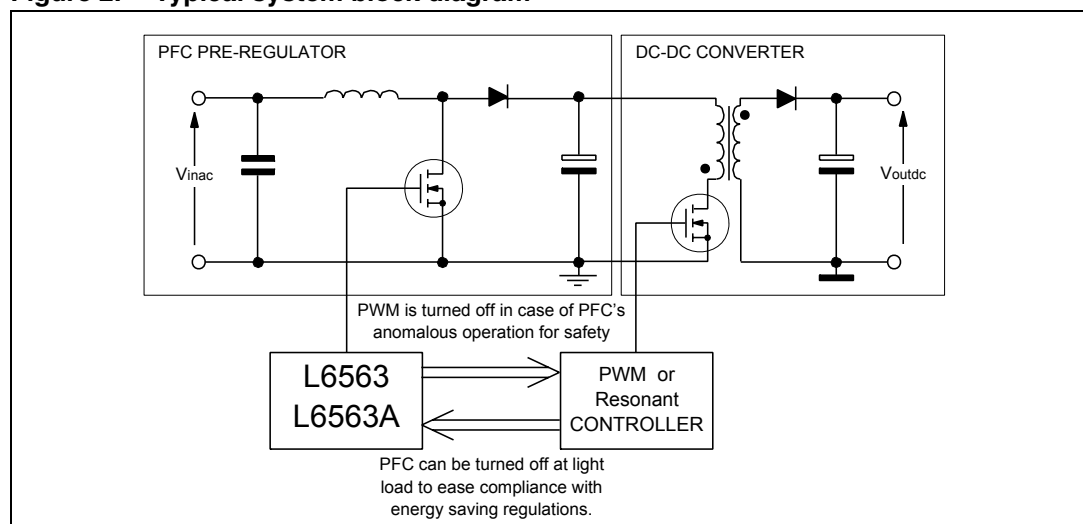 Figure 2. Typical system block diagram
PFC PRE-REGULATOR
DC-DC CONVERTER
Vinac
Voutdc
PWM is turned off in case of PFC's
anomalous operation for safety
L6563
L6563A
PWM or
Resonant
CONTROLLER
PFC can be turned off at light
load to ease compliance with
energy saving regulations.